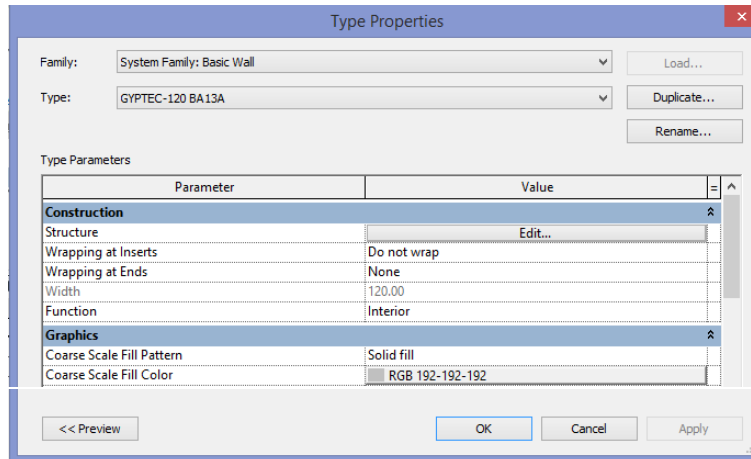 Type Properties
Family: System Family: Basic Wall Load...
Type: GYPTEC-120 BA13A Duplicate...
Rename...
Type Parameters
Parameter Value =
Construction
Structure Edit...
Wrapping at Inserts Do not wrap
Wrapping at Ends None
Width 120.00
Function Interior
Graphics
Coarse Scale Fill Pattern Solid fill
Coarse Scale Fill Color RGB 192-192-192
<< Preview OK Cancel Apply